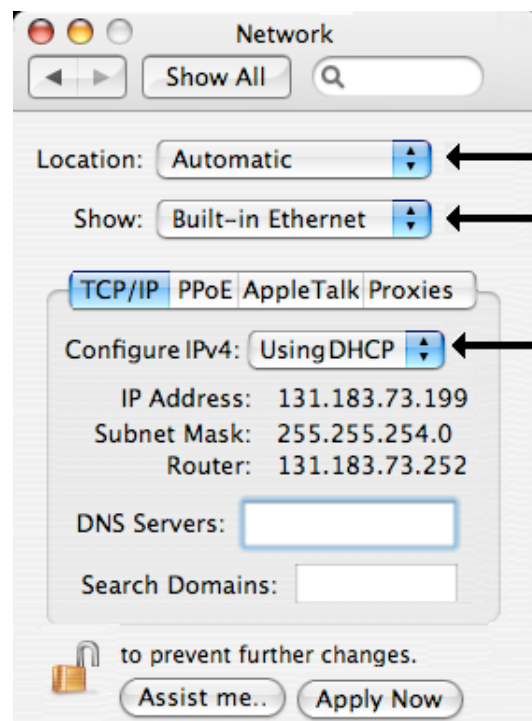 Network
Show All
Location: Automatic
Show: Built-in Ethernet
TCP/IP PPoE AppleTalk Proxies
Configure IPv4: Using DHCP
IP Address: 131.183.73.199
Subnet Mask: 255.255.254.0
Router: 131.183.73.252
DNS Servers:
Search Domains:
to prevent further changes.
Assist me.. Apply Now